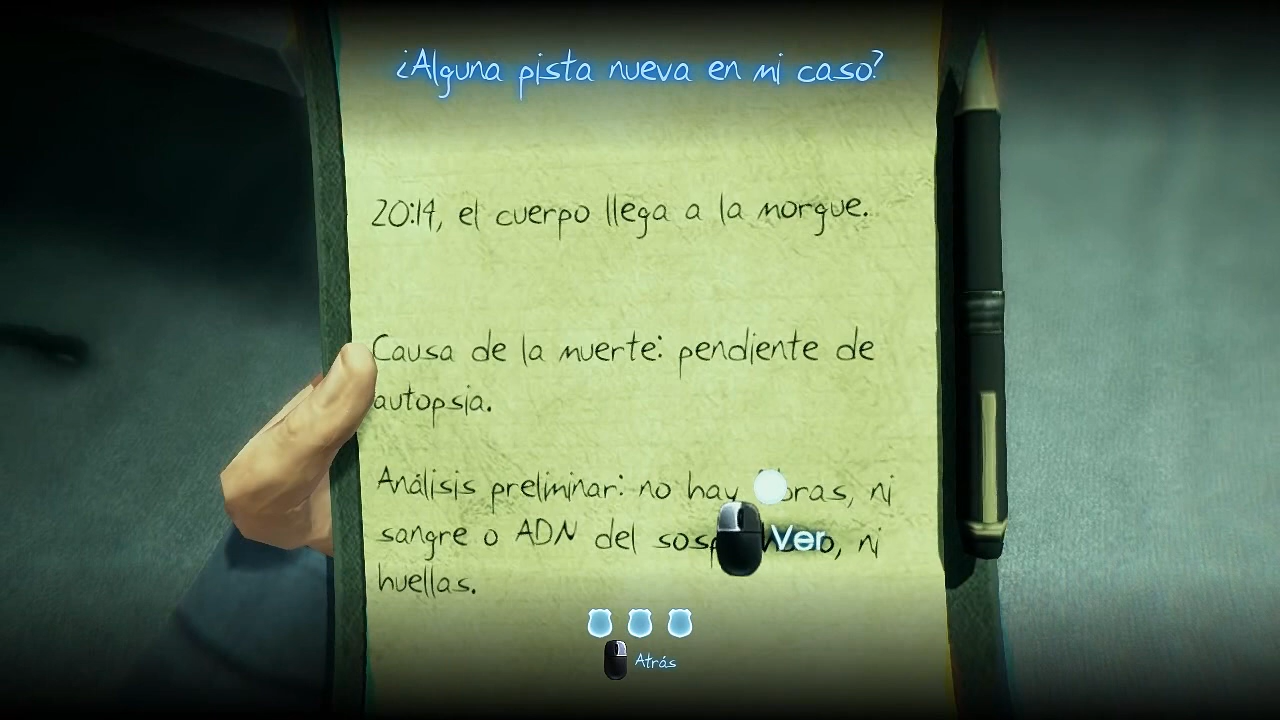 ¿Alguna pista nueva en mi caso?
20:14, el cuerpo llega a la morgue.
Causa de la muerte: pendiente de
autopsia.
Análisis preliminar: no hay, ni
sangre o ADN del, ni
Ver
huellas.
Atrás